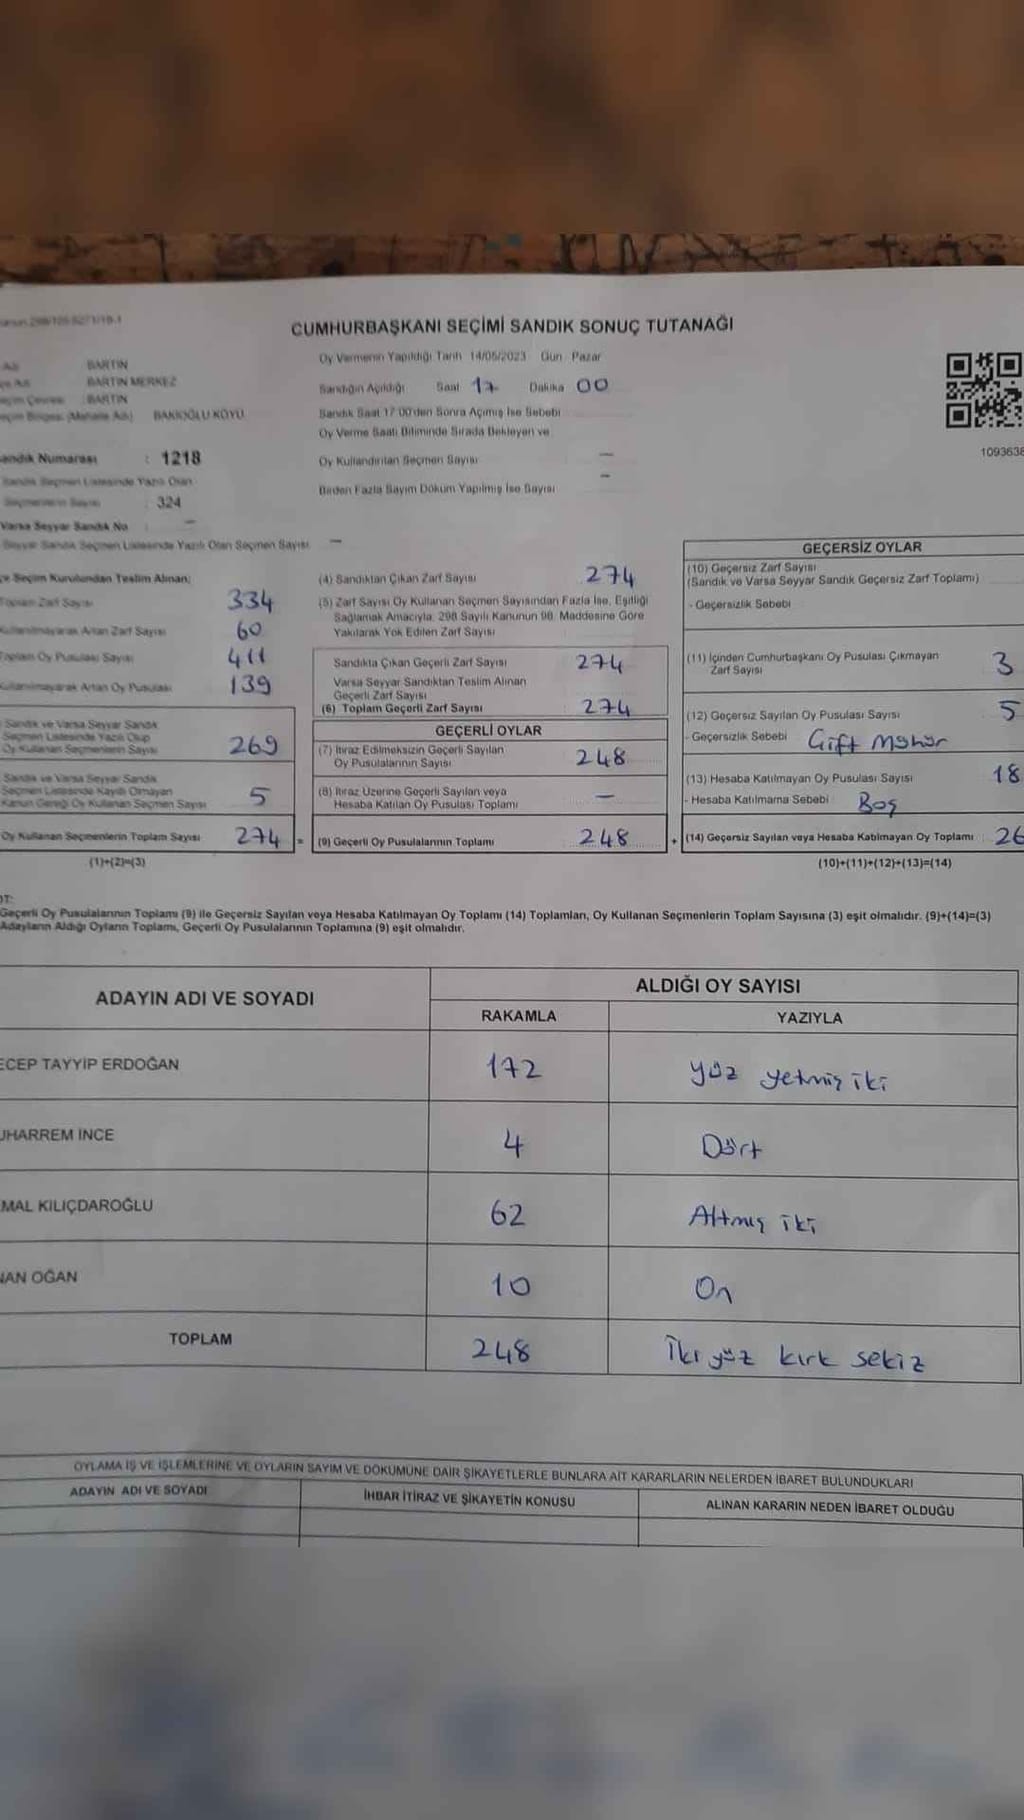 CUMHURBAŞKANI SEÇİMİ SANDIK SONUÇ TUTANAĞI
BARTIN
BARTIN MERKEZ
BARTIN
BAKIOĞLU KÖYÜ
Oy Vermenin Yapıldığı Tarih 14/05/2023 Gün Pazar
Sandığın Açıldığı Saat 17 Dakika 00
Sandık Saat 17:00'den Sonra Açılmış İse Sebebi
Oy Verme Saati Bitiminde Sırada Bekleyen ve
Oy Kullandırılan Seçmen Sayısı —
Birden Fazla Sayım Döküm Yapılmış İse Sayısı —
1093638
andık Numarası : 1218
Sandık Seçmen Listesinde Yazılı Olan
Seçmenlerin Sayısı : 324
Varsa Seyyar Sandık No : —
Seyyar Sandık Seçmen Listesinde Yazılı Olan Seçmen Sayısı —
çe Seçim Kurulundan Teslim Alınan;
Toplam Zarf Sayısı 334
Kullanılmayarak Artan Zarf Sayısı 60
Toplam Oy Pusulası Sayısı 411
Kullanılmayarak Artan Oy Pusulası 139
Sandık ve Varsa Seyyar Sandık
Seçmen Listesinde Yazılı Olup
Oy Kullanan Seçmenlerin Sayısı 269
Sandık ve Varsa Seyyar Sandık
Seçmen Listesinde Kayıtlı Olmayan
Kanun Gereği Oy Kullanan Seçmen Sayısı 5
Oy Kullanan Seçmenlerin Toplam Sayısı 274 =
(1)+(2)=(3)
(4) Sandıktan Çıkan Zarf Sayısı 274
(5) Zarf Sayısı Oy Kullanan Seçmen Sayısından Fazla İse, Eşitliği
Sağlamak Amacıyla, 298 Sayılı Kanunun 98. Maddesine Göre
Yakılarak Yok Edilen Zarf Sayısı
Sandıkta Çıkan Geçerli Zarf Sayısı 274
Varsa Seyyar Sandıktan Teslim Alınan
Geçerli Zarf Sayısı
(6) Toplam Geçerli Zarf Sayısı 274
GEÇERLİ OYLAR
(7) İtiraz Edilmeksizin Geçerli Sayılan
Oy Pusulalarının Sayısı 248
(8) İtiraz Üzerine Geçerli Sayılan veya
Hesaba Katılan Oy Pusulası Toplamı —
(9) Geçerli Oy Pusulalarının Toplamı 248 +
GEÇERSİZ OYLAR
(10) Geçersiz Zarf Sayısı
(Sandık ve Varsa Seyyar Sandık Geçersiz Zarf Toplamı)
- Geçersizlik Sebebi
(11) İçinden Cumhurbaşkanı Oy Pusulası Çıkmayan
Zarf Sayısı 3
(12) Geçersiz Sayılan Oy Pusulası Sayısı 5
- Geçersizlik Sebebi Çift Mühür
(13) Hesaba Katılmayan Oy Pusulası Sayısı 18
- Hesaba Katılmama Sebebi Boş
(14) Geçersiz Sayılan veya Hesaba Katılmayan Oy Toplamı 26
(10)+(11)+(12)+(13)=(14)
OT:
Geçerli Oy Pusulalarının Toplamı (9) ile Geçersiz Sayılan veya Hesaba Katılmayan Oy Toplamı (14) Toplamları, Oy Kullanan Seçmenlerin Toplam Sayısına (3) eşit olmalıdır. (9)+(14)=(3)
Adayların Aldığı Oyların Toplamı, Geçerli Oy Pusulalarının Toplamına (9) eşit olmalıdır.
ADAYIN ADI VE SOYADI ALDIĞI OY SAYISI
RAKAMLA YAZIYLA
ECEP TAYYİP ERDOĞAN 172 yüz yetmiş iki
UHARREM İNCE 4 Dört
MAL KILIÇDAROĞLU 62 Altmış iki
NAN OĞAN 10 On
TOPLAM 248 İki yüz kırk sekiz
OYLAMA İŞ VE İŞLEMLERİNE VE OYLARIN SAYIM VE DÖKÜMÜNE DAİR ŞİKAYETLERLE BUNLARA AİT KARARLARIN NELERDEN İBARET BULUNDUKLARI
ADAYIN ADI VE SOYADI İHBAR İTİRAZ VE ŞİKAYETİN KONUSU ALINAN KARARIN NEDEN İBARET OLDUĞU